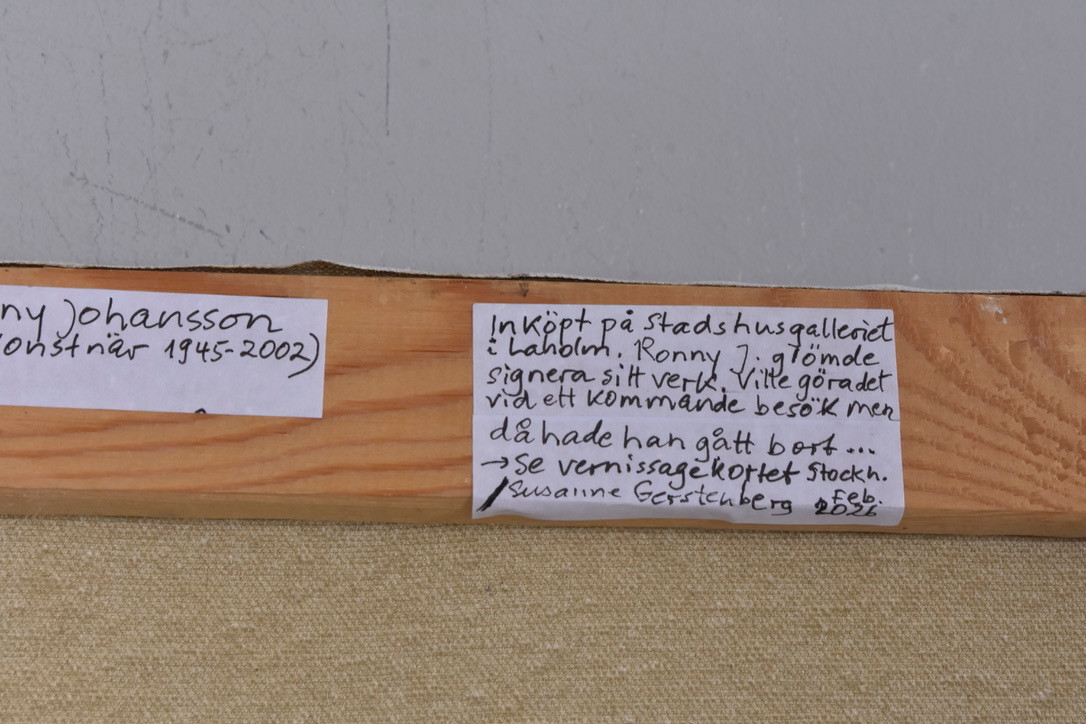 ny Johansson
onstnär 1945-2002)
Inköpt på Stadshusgalleriet
i Laholm. Ronny J. glömde
signera sitt verk. Ville göra det
vid ett kommande besök men
då hade han gått bort...
→ Se vernissagekortet Stockh.
/Susanne Gerstenberg Feb.
2026